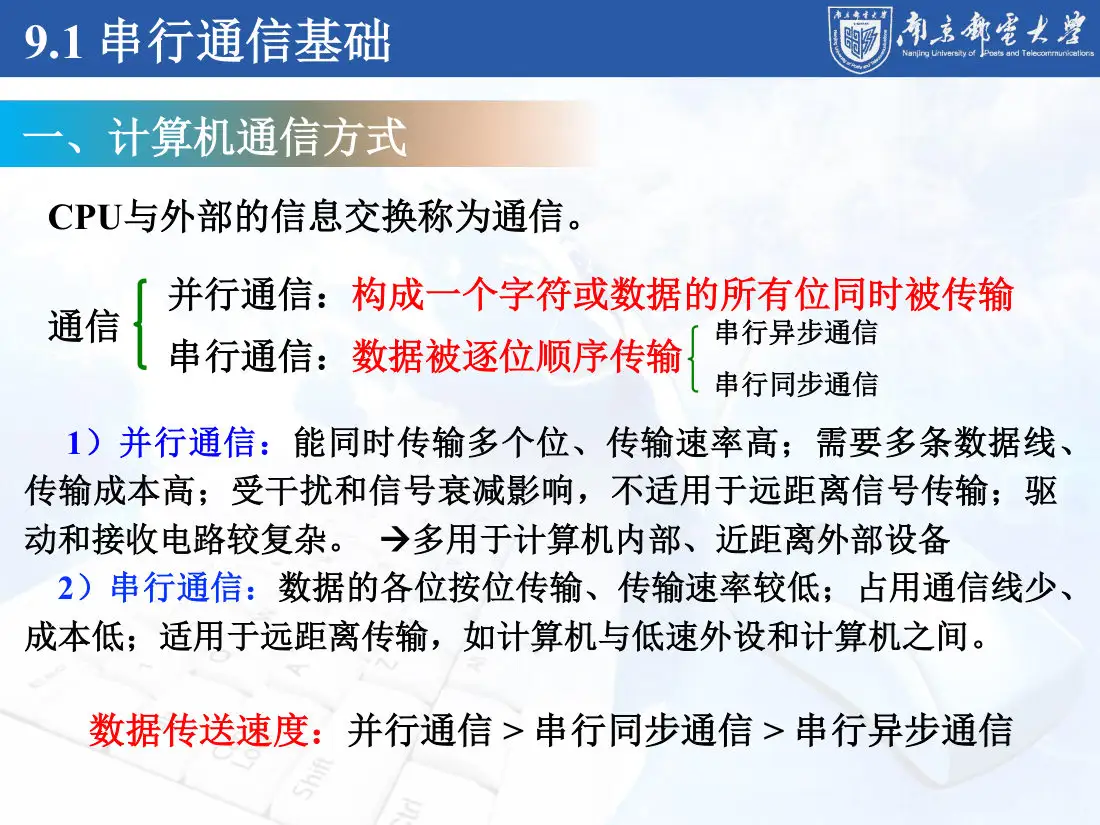 9.1 串行通信基础
南京邮电大学
Nanjing University of Posts and Telecommunications
一、计算机通信方式
CPU与外部的信息交换称为通信。
并行通信：构成一个字符或数据的所有位同时被传输
通信
串行通信：数据被逐位顺序传输
串行异步通信
串行同步通信
1）并行通信：能同时传输多个位、传输速率高；需要多条数据线、
传输成本高；受干扰和信号衰减影响，不适用于远距离信号传输；驱
动和接收电路较复杂。 →多用于计算机内部、近距离外部设备
2）串行通信：数据的各位按位传输、传输速率较低；占用通信线少、
成本低；适用于远距离传输，如计算机与低速外设和计算机之间。
数据传送速度：并行通信 > 串行同步通信 > 串行异步通信
Shift
Ctrl